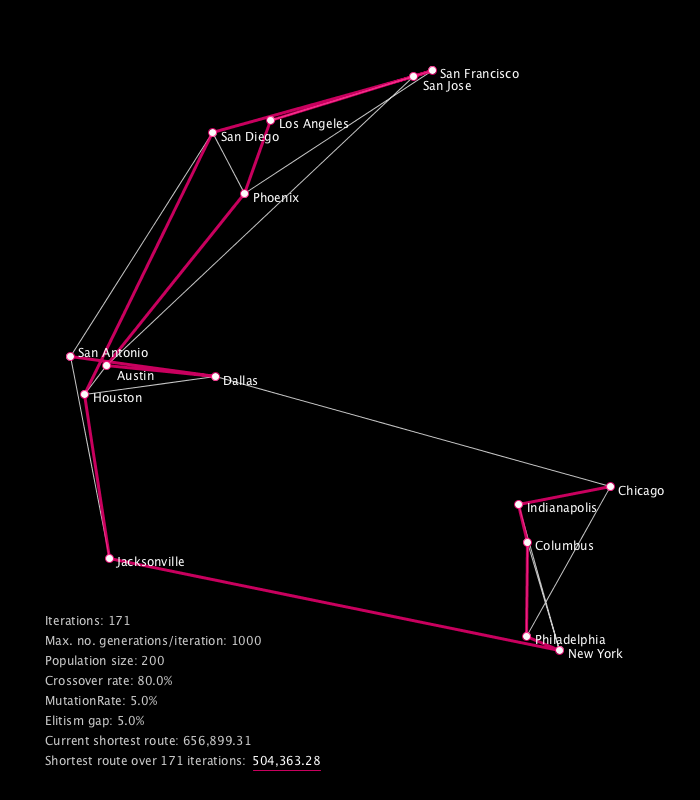 San Francisco
San Jose
Los Angeles
San Diego
Phoenix
San Antonio
Austin
Dallas
Houston
Chicago
Indianapolis
Columbus
Jacksonville
Philadelphia
New York
Iterations: 171
Max. no. generations/iteration: 1000
Population size: 200
Crossover rate: 80.0%
MutationRate: 5.0%
Elitism gap: 5.0%
Current shortest route: 656,899.31
Shortest route over 171 iterations: 504,363.28